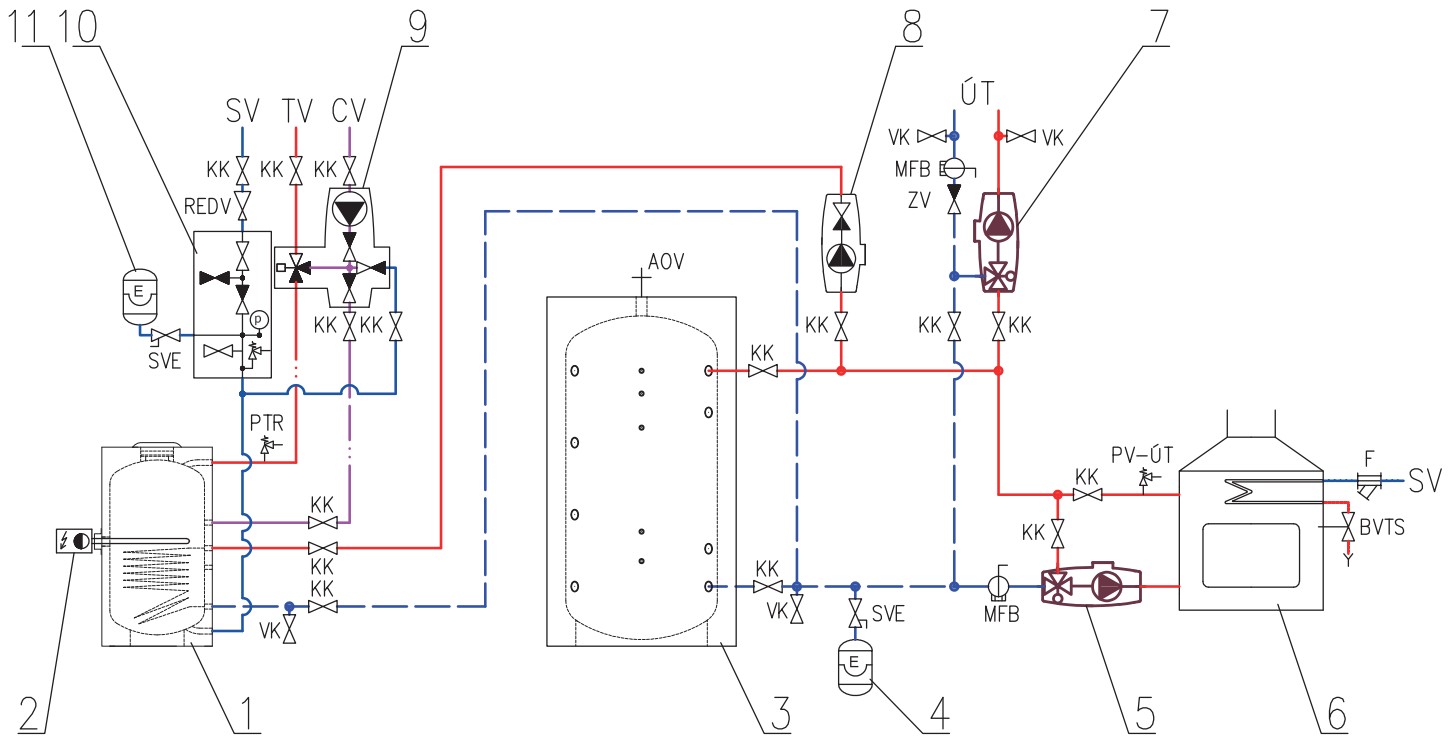 11 10 9 8 7
SV TV CV ÚT
VK VK
KK KK KK
MFB E
REDV
ZV
AOV
E
P
KK KK KK KK KK
SVE
KK
PTR
PV-ÚT KK F SV
KK
KK
BVTS
KK
KK KK
VK VK SVE MFB
E
2 1 3 4 5 6